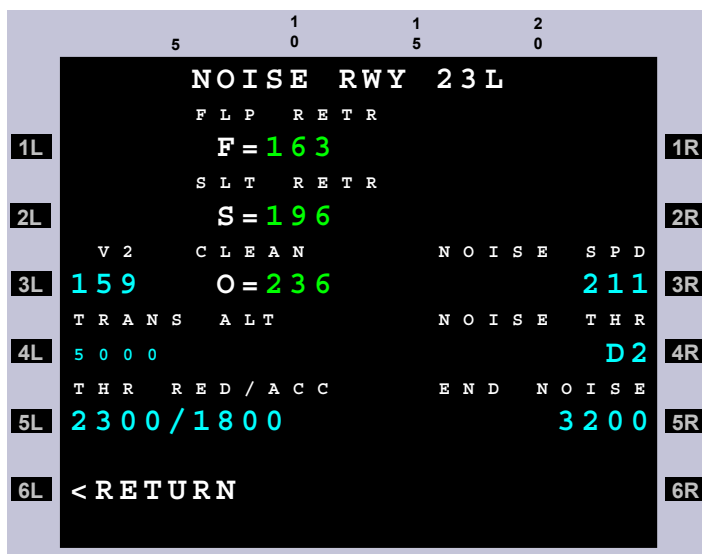 5 10 15 20
NOISE RWY 23L
FLP RETR
1L F=163 1R
SLT RETR
2L S=196 2R
V2 CLEAN NOISE SPD
3L 159 O=236 211 3R
TRANS ALT NOISE THR
4L 5000 D2 4R
THR RED/ACC END NOISE
5L 2300/1800 3200 5R
6L <RETURN 6R